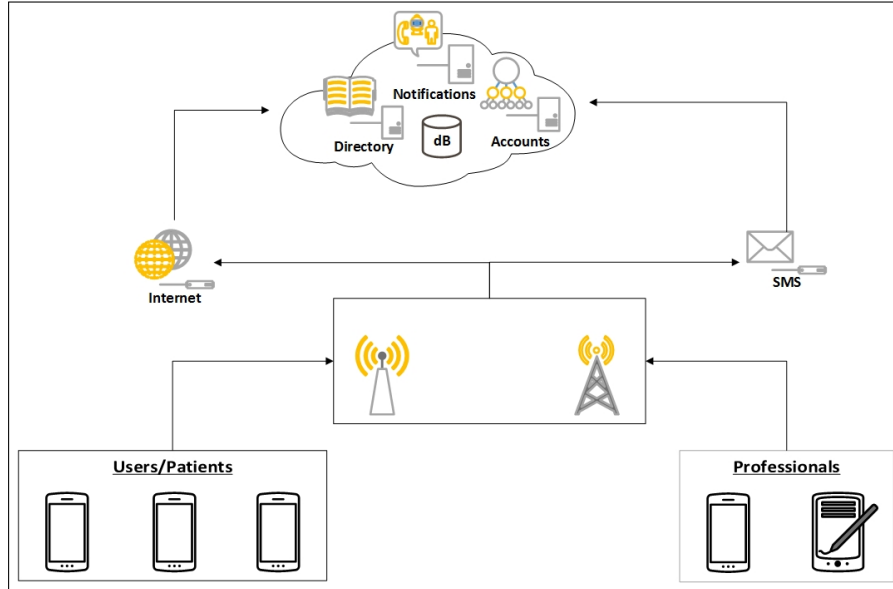 Notifications
Directory
dB
Accounts
Internet
SMS
Users/Patients
Professionals